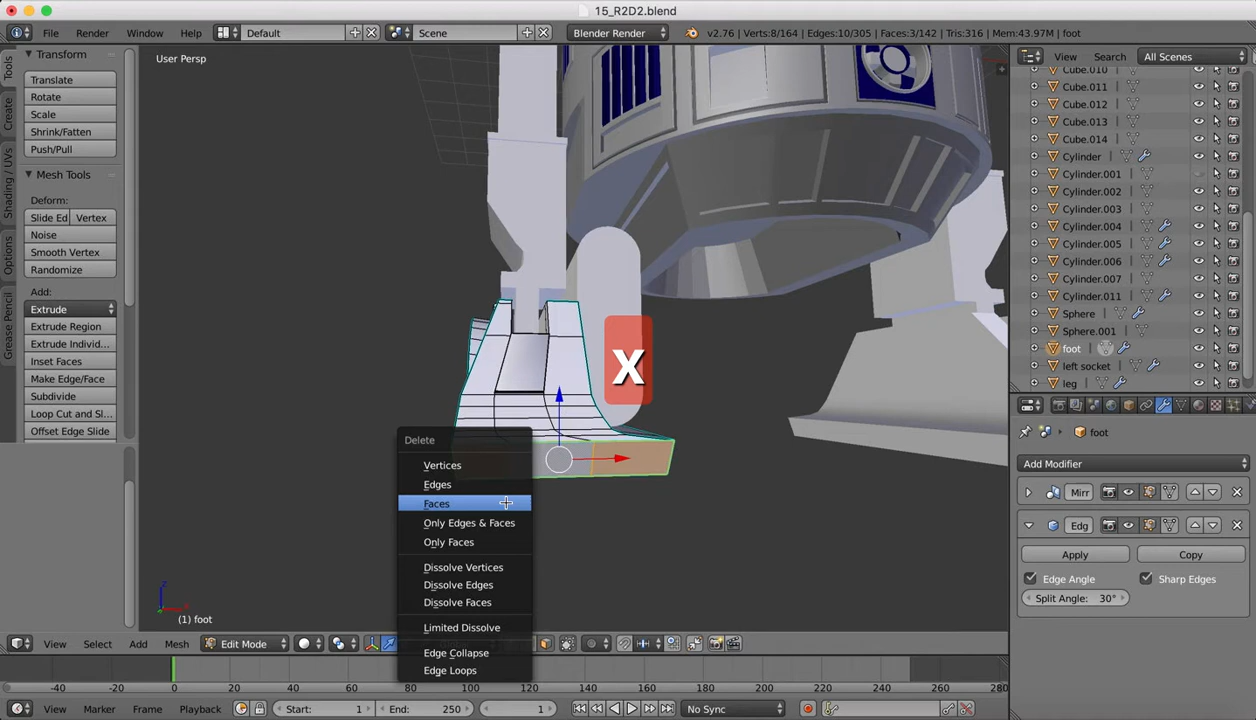 15_R2D2.blend
File Render Window Help Default Scene Blender Render v2.76 | Verts:8/164 | Edges:10/305 | Faces:3/142 | Tris:316 | Mem:43.97M | foot
Transform
Translate
Rotate
Scale
Shrink/Fatten
Push/Pull
Mesh Tools
Deform:
Slide Ed Vertex
Noise
Smooth Vertex
Randomize
Add:
Extrude
Extrude Region
Extrude Individ...
Inset Faces
Make Edge/Face
Subdivide
Loop Cut and Sl...
Offset Edge Slide
Tools
Create
Shading / UVs
Options
Grease Pencil
User Persp
X
Delete
Vertices
Edges
Faces
Only Edges & Faces
Only Faces
Dissolve Vertices
Dissolve Edges
Dissolve Faces
Limited Dissolve
Edge Collapse
Edge Loops
z
x
(1) foot
View Search All Scenes
Cube.010
Cube.011
Cube.012
Cube.013
Cube.014
Cylinder
Cylinder.001
Cylinder.002
Cylinder.003
Cylinder.004
Cylinder.005
Cylinder.006
Cylinder.007
Cylinder.011
Sphere
Sphere.001
foot
left socket
leg
foot
Add Modifier
Mirr
Edg
Apply Copy
Edge Angle Sharp Edges
Split Angle: 30°
View Select Add Mesh Edit Mode
-40 -20 0 20 40 60 80 100 120 140 160 180 200 220 240 260 280
View Marker Frame Playback Start: 1 End: 250 1 No Sync